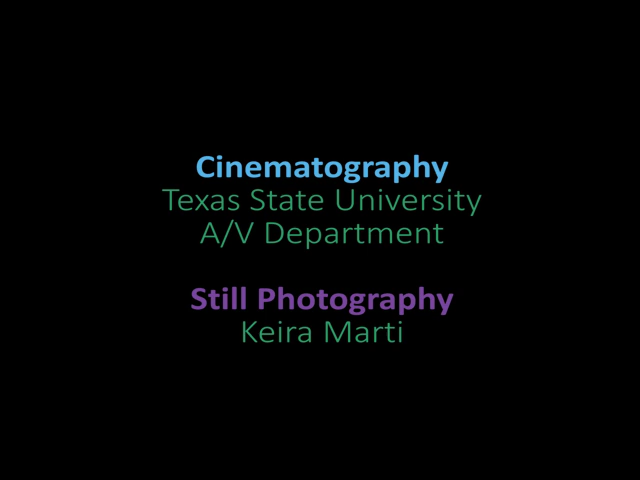 Cinematography
Texas State University
A/V Department
Still Photography
Keira Marti